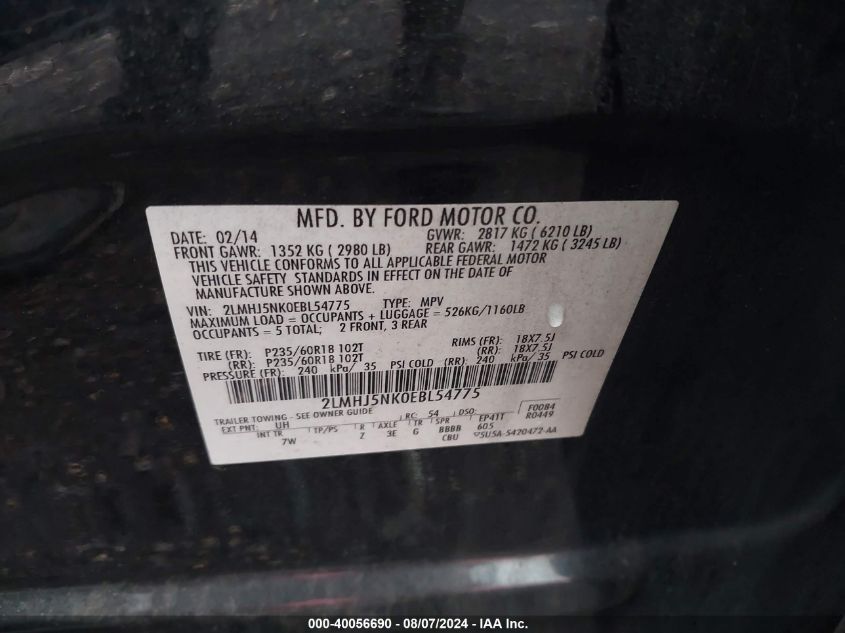 MFD. BY FORD MOTOR CO.
DATE: 02/14 GVWR: 2817 KG ( 6210 LB)
FRONT GAWR: 1352 KG ( 2980 LB) REAR GAWR: 1472 KG ( 3245 LB)
THIS VEHICLE CONFORMS TO ALL APPLICABLE FEDERAL MOTOR
VEHICLE SAFETY STANDARDS IN EFFECT ON THE DATE OF
MANUFACTURE SHOWN ABOVE.
VIN: 2LMHJ5NK0EBL54775 TYPE: MPV
MAXIMUM LOAD = OCCUPANTS + LUGGAGE = 526KG/1160LB
OCCUPANTS = 5 TOTAL; 2 FRONT, 3 REAR
TIRE (FR): P235/60R18 102T RIMS (FR): 18X7.5J
(RR): P235/60R18 102T (RR): 18X7.5J
PRESSURE (FR): 240 kPa/ 35 PSI COLD (RR): 240 kPa/ 35 PSI COLD
2LMHJ5NK0EBL54775
TRAILER TOWING - SEE OWNER GUIDE RC: 54 DSO: F0084
EXT PNT: UH R0449
INT TR TP/PS R AXLE TR SPR EP41T
7W Z 3E G BBBB 605
CBU 5U5A-5420472-AA
000-40056690 - 08/07/2024 - IAA Inc.